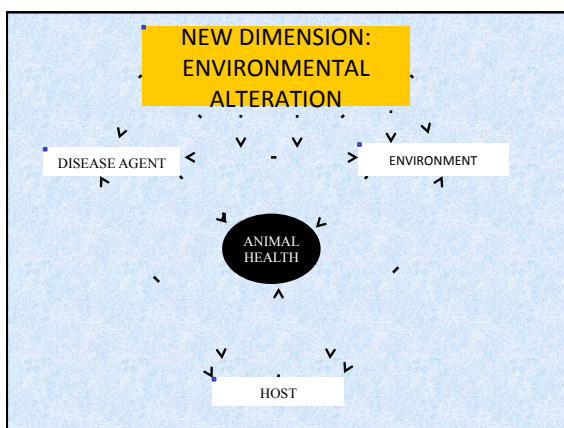 NEW DIMENSION:
ENVIRONMENTAL
ALTERATION
DISEASE AGENT
ENVIRONMENT
ANIMAL
HEALTH
HOST